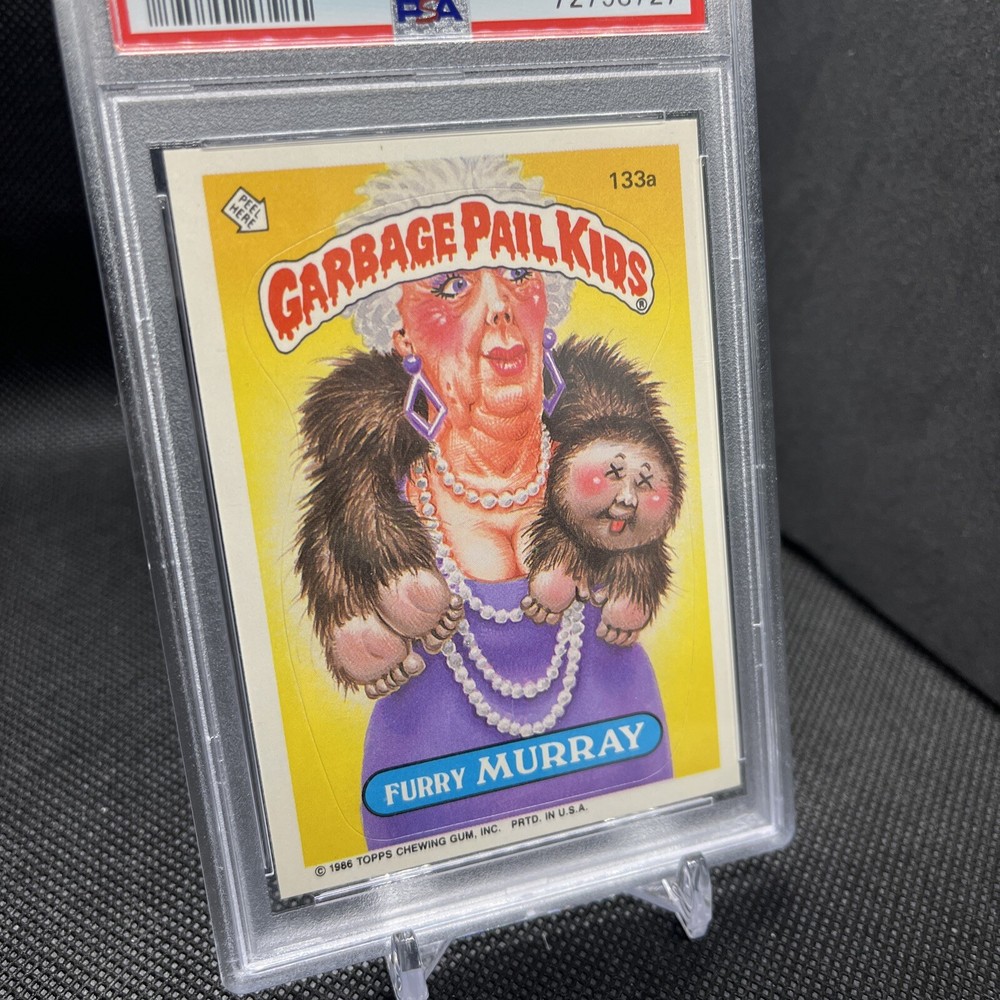 PSA
133a
PEEL
HERE
GARBAGE PAIL KIDS
®
FURRY MURRAY
© 1986 TOPPS CHEWING GUM, INC. PRTD. IN U.S.A.